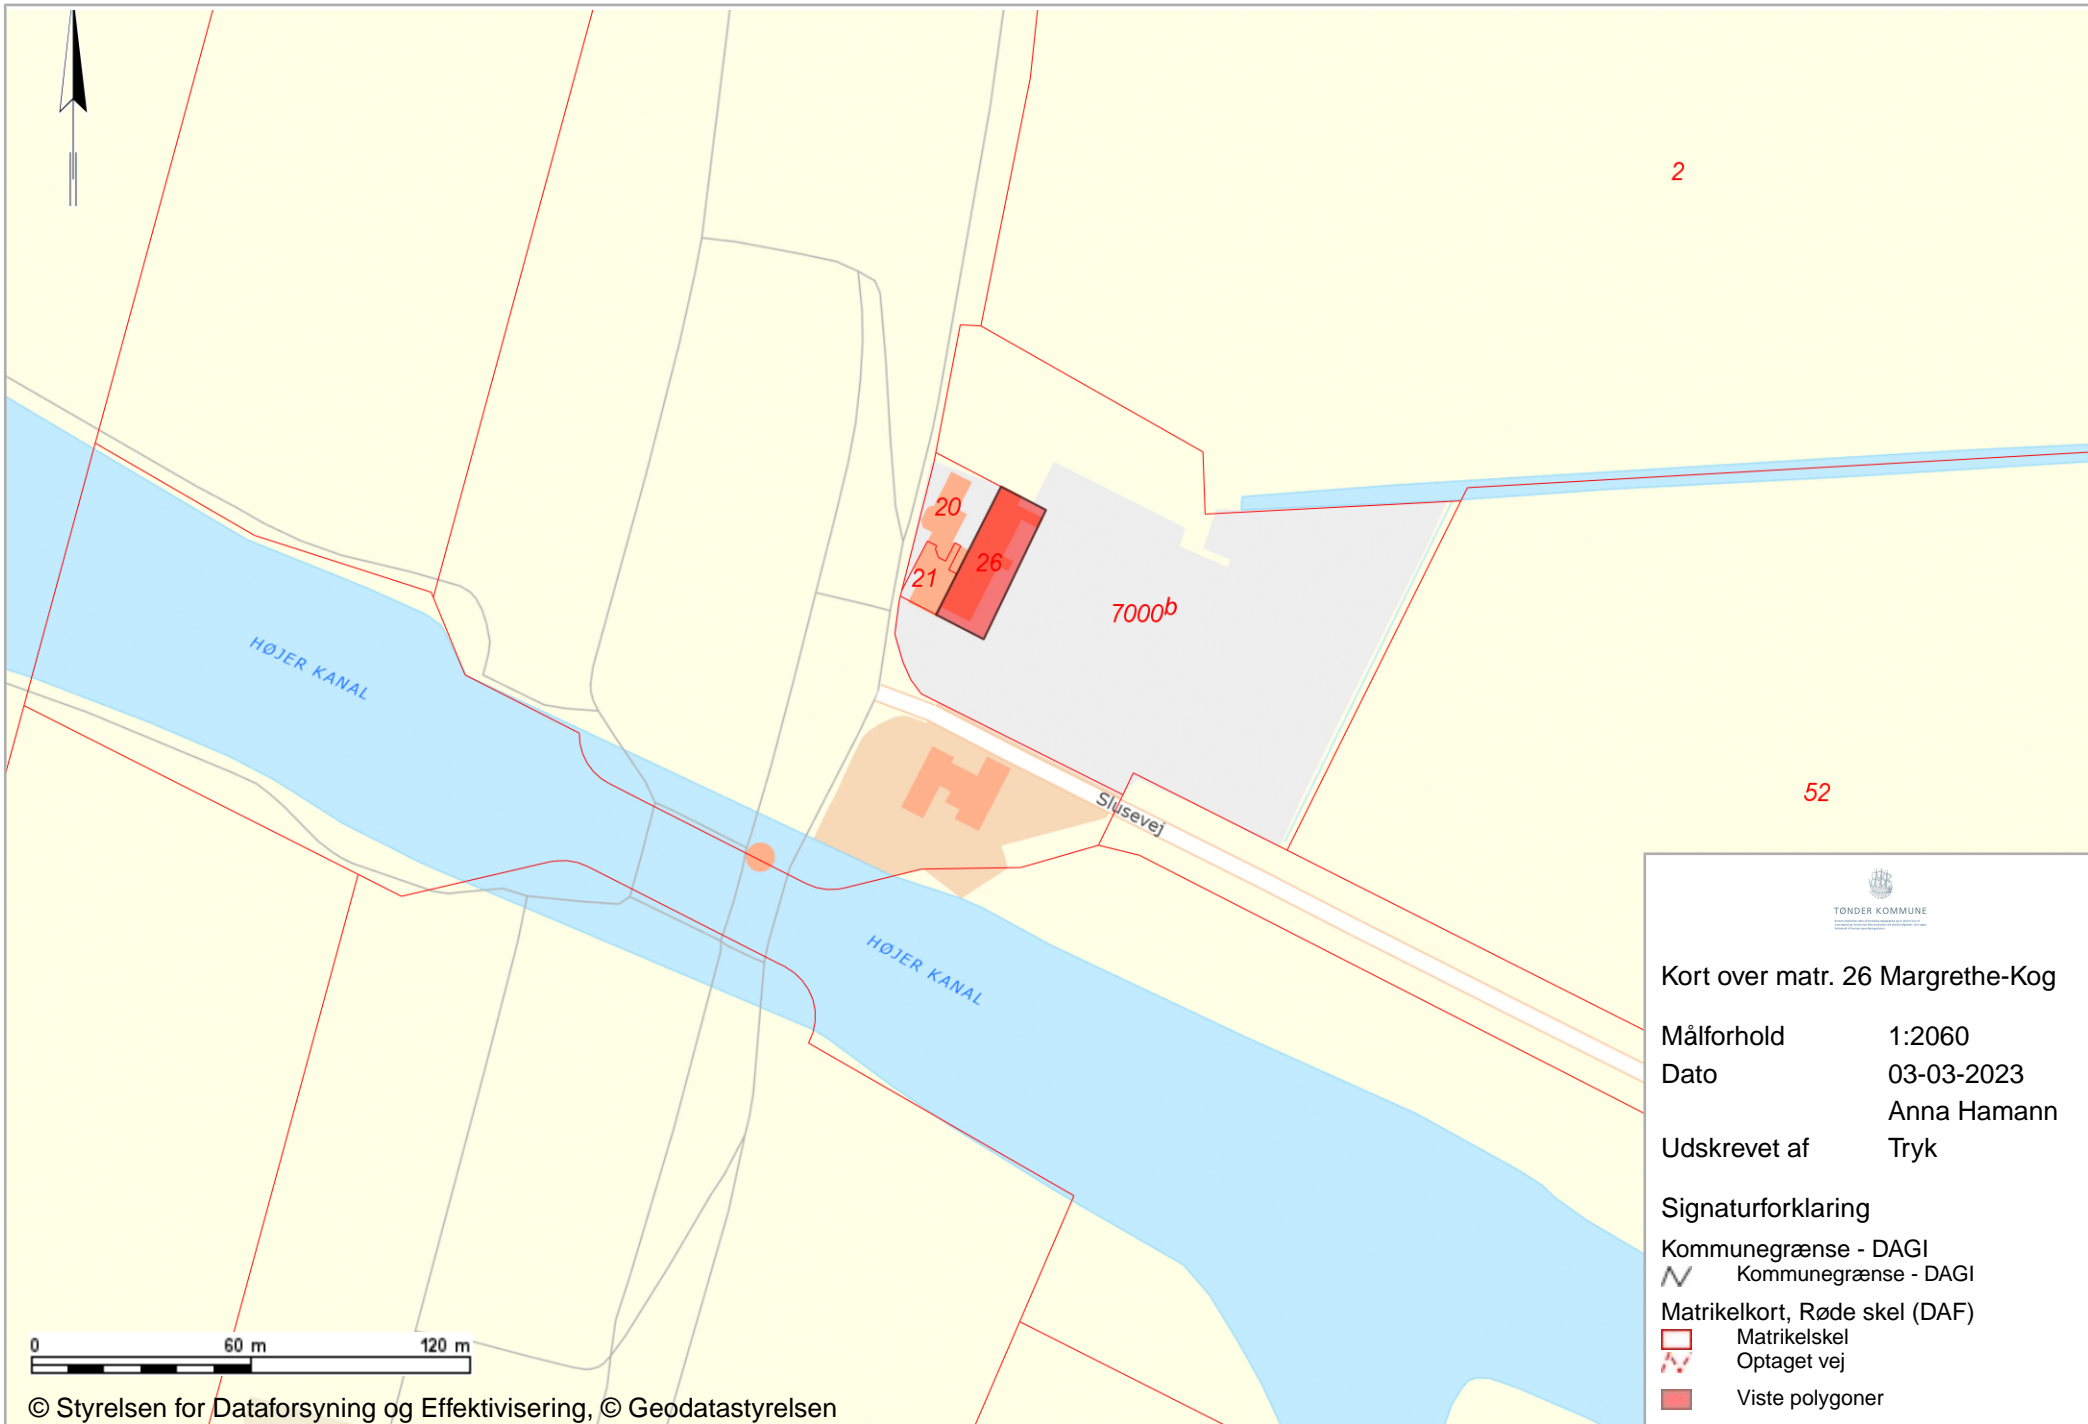 2
20
26
21
7000b
HØJER KANAL
52
Slusevej
HØJER KANAL
TØNDER KOMMUNE
Kort over matr. 26 Margrethe-Kog
Målforhold 1:2060
Dato 03-03-2023
Anna Hamann
Udskrevet af Tryk
Signaturforklaring
Kommunegrænse - DAGI
Kommunegrænse - DAGI
Matrikelkort, Røde skel (DAF)
Matrikelskel
Optaget vej
Viste polygoner
0 60 m 120 m
© Styrelsen for Dataforsyning og Effektivisering, © Geodatastyrelsen